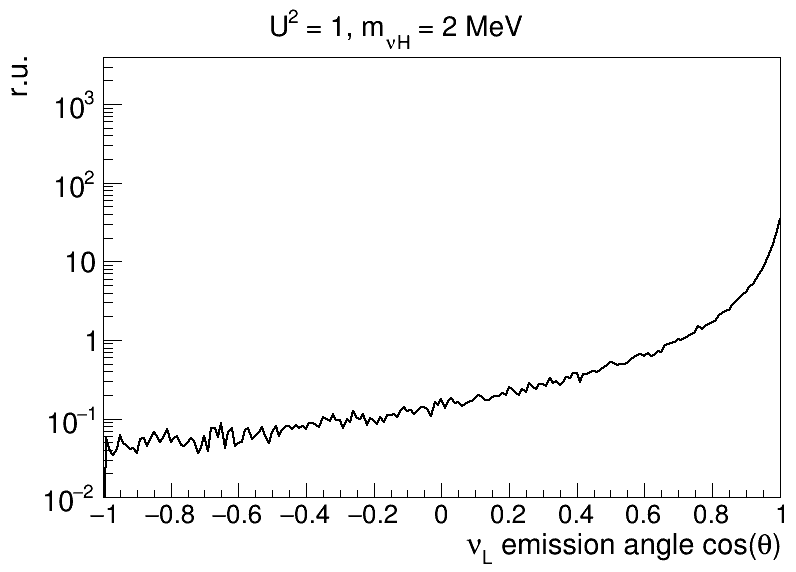 U² = 1, m_νH = 2 MeV
r.u.
10³
10²
10
1
10⁻¹
10⁻²
−1 −0.8 −0.6 −0.4 −0.2 0 0.2 0.4 0.6 0.8 1
ν_L emission angle cos(θ)